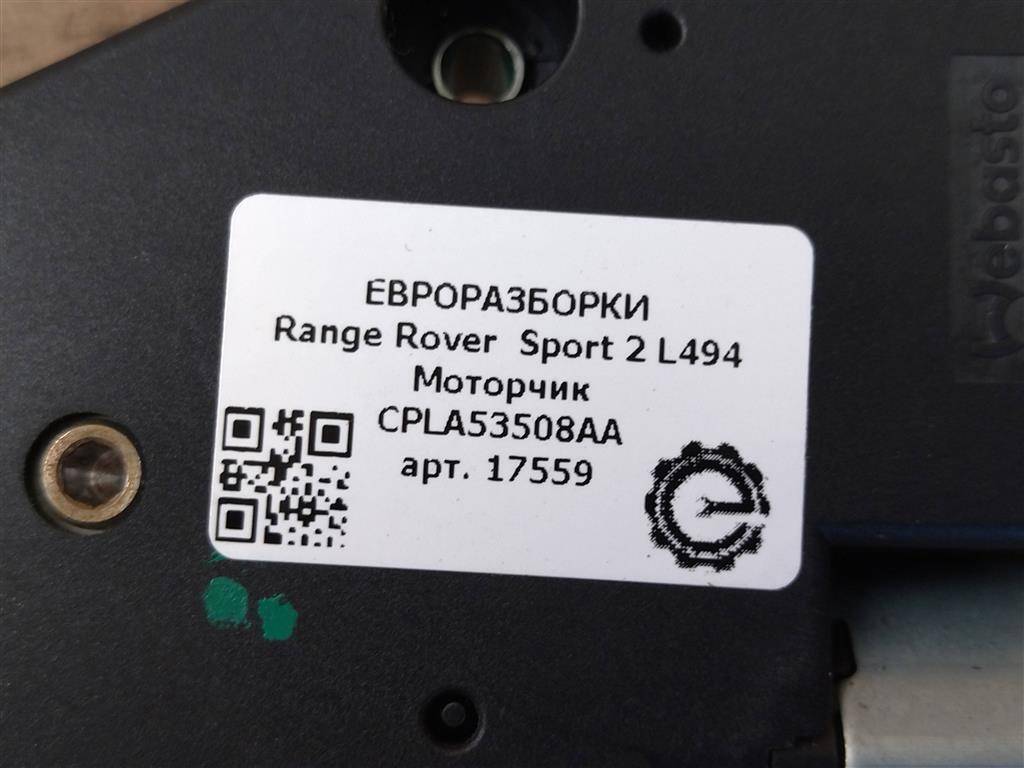 ЕВРОРАЗБОРКИ
Range Rover Sport 2 L494
Моторчик
CPLA53508AA
арт. 17559
Webasto